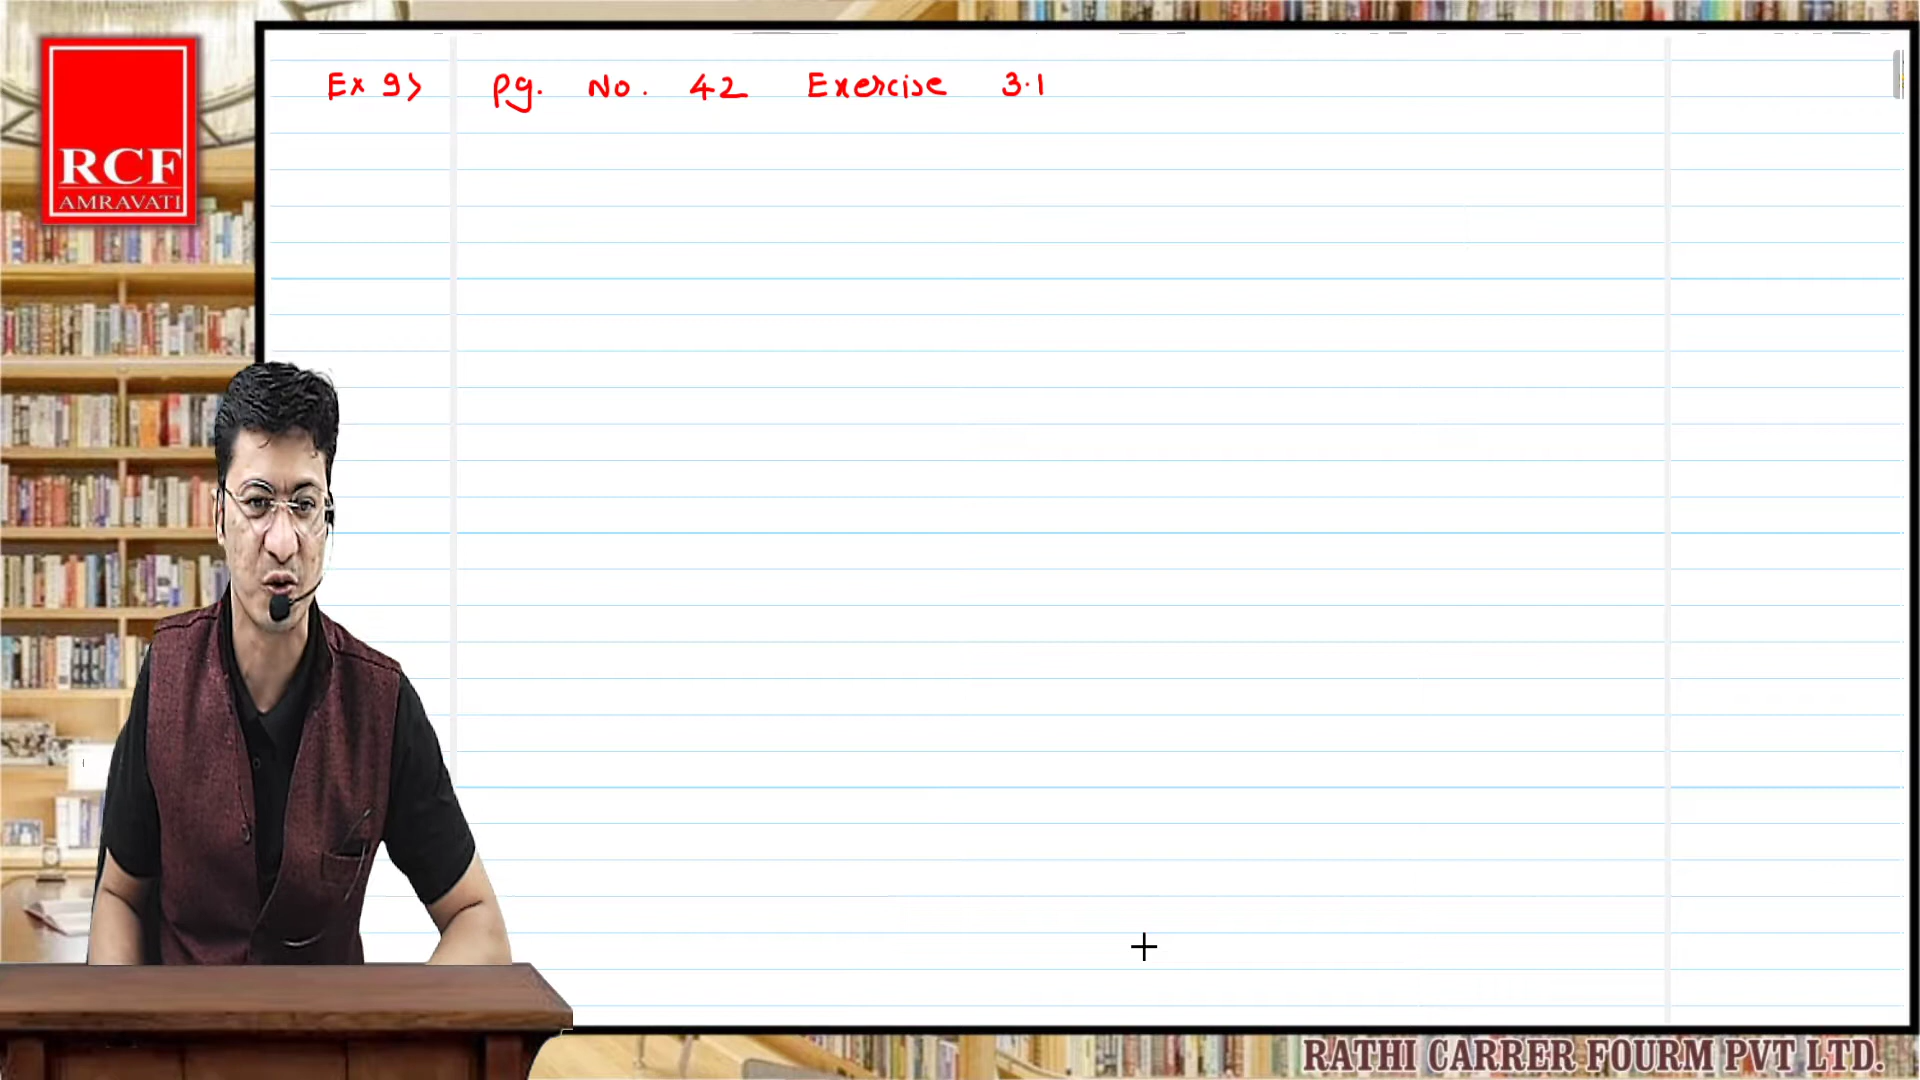 RCF
AMRAVATI
Ex 9> Pg. No. 42 Exercise 3.1
RATHI CARRER FOURM PVT LTD.